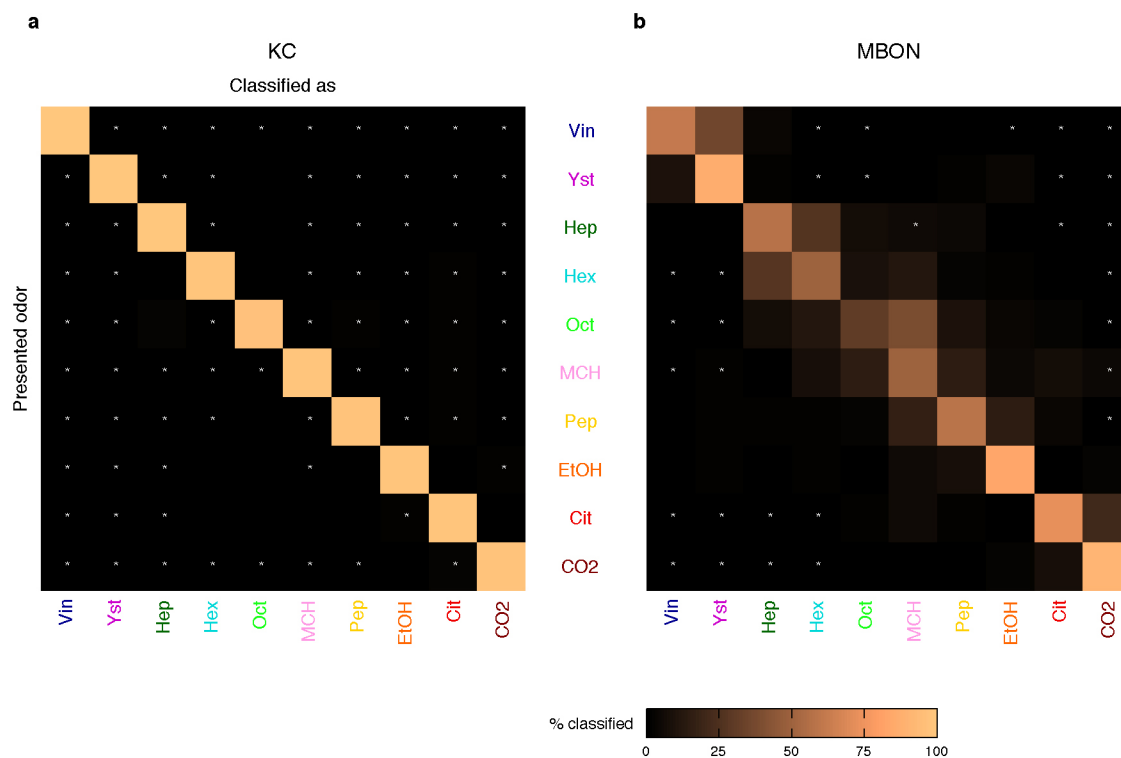 a
b
KC
MBON
Classified as
Presented odor
Vin
Yst
Hep
Hex
Oct
MCH
Pep
EtOH
Cit
CO2
Vin Yst Hep Hex Oct MCH Pep EtOH Cit CO2
Vin Yst Hep Hex Oct MCH Pep EtOH Cit CO2
% classified
0 25 50 75 100